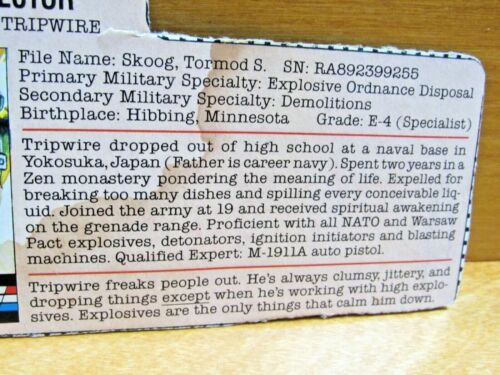 TRIPWIRE
File Name: Skoog, Tormod S. SN: RA892399255
Primary Military Specialty: Explosive Ordnance Disposal
Secondary Military Specialty: Demolitions
Birthplace: Hibbing, Minnesota Grade: E-4 (Specialist)
Tripwire dropped out of high school at a naval base in
Yokosuka, Japan (Father is career navy). Spent two years in a
Zen monastery pondering the meaning of life. Expelled for
breaking too many dishes and spilling every conceivable liq-
uid. Joined the army at 19 and received spiritual awakening
on the grenade range. Proficient with all NATO and Warsaw
Pact explosives, detonators, ignition initiators and blasting
machines. Qualified Expert: M-1911A auto pistol.
Tripwire freaks people out. He's always clumsy, jittery, and
dropping things except when he's working with high explo-
sives. Explosives are the only things that calm him down.